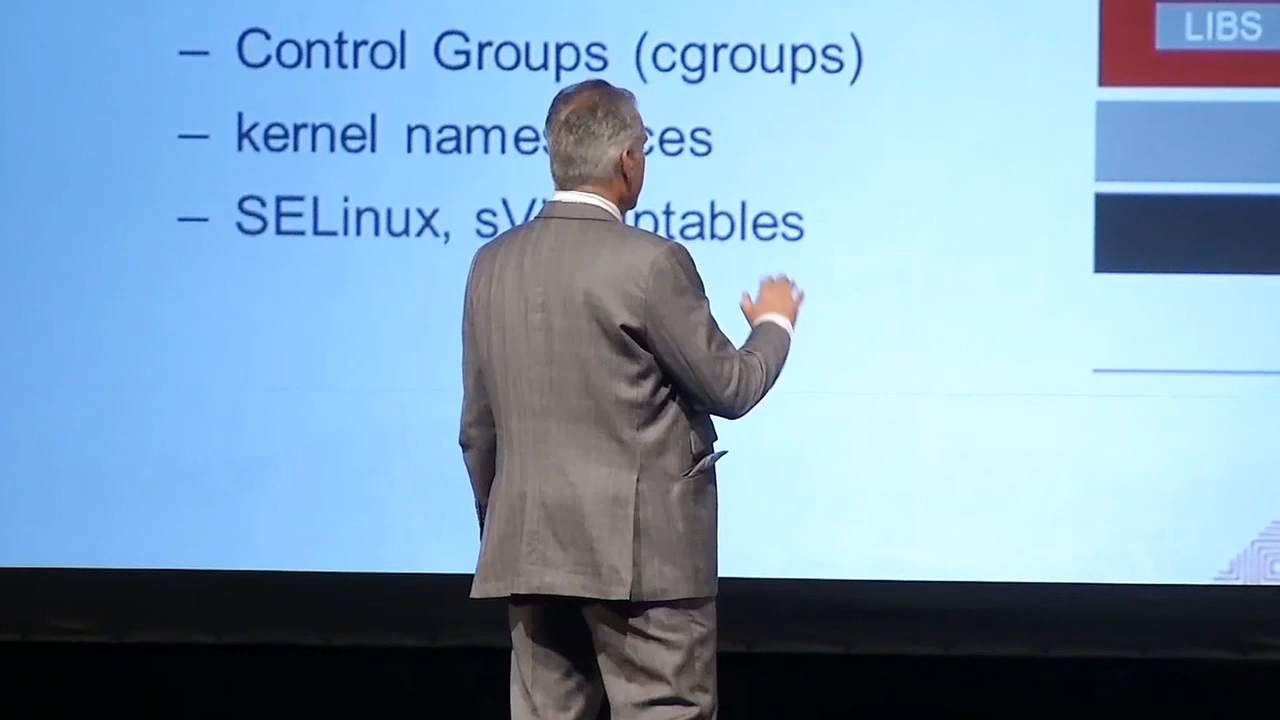 – Control Groups (cgroups)
LIBS
– kernel
– SELinux,